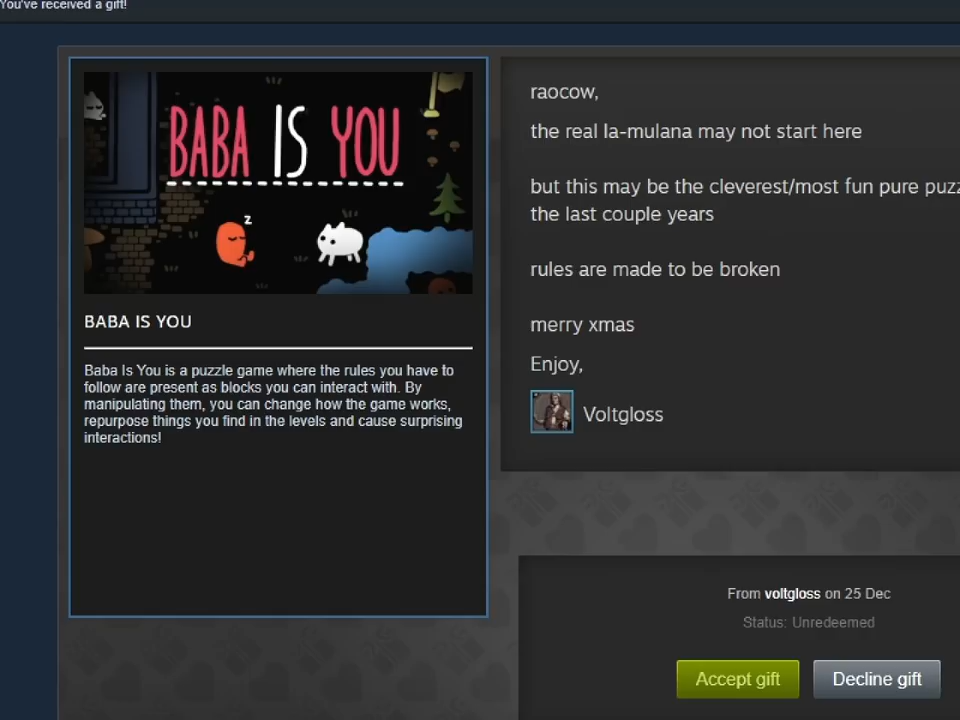 You've received a gift!
BABA IS YOU
z
BABA IS YOU
Baba Is You is a puzzle game where the rules you have to
follow are present as blocks you can interact with. By
manipulating them, you can change how the game works,
repurpose things you find in the levels and cause surprising
interactions!
raocow,
the real la-mulana may not start here
but this may be the cleverest/most fun pure puzz
the last couple years
rules are made to be broken
merry xmas
Enjoy,
Voltgloss
From voltgloss on 25 Dec
Status: Unredeemed
Accept gift
Decline gift